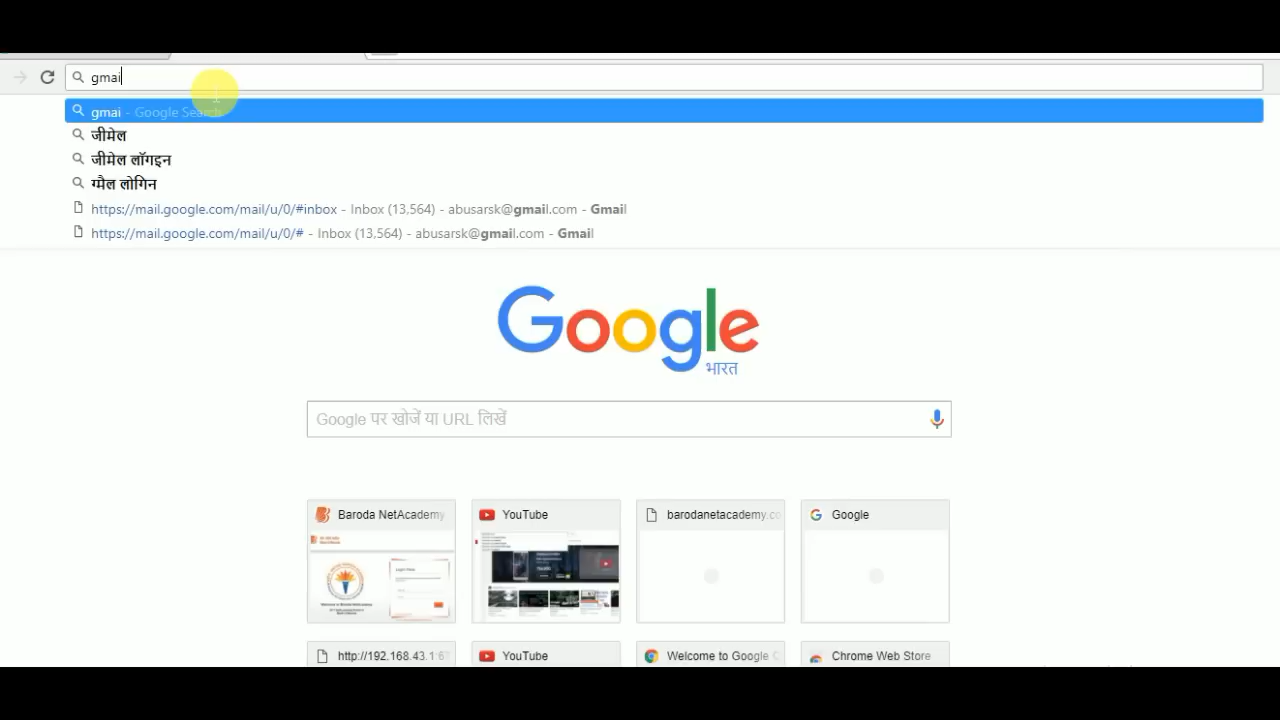 gmai
gmai - Google Search
जीमेल
जीमेल लॉगइन
ग्मैल लोगिन
https://mail.google.com/mail/u/0/#inbox - Inbox (13,564) - abusarsk@gmail.com - Gmail
https://mail.google.com/mail/u/0/# - Inbox (13,564) - abusarsk@gmail.com - Gmail
Google
भारत
Google पर खोजें या URL लिखें
Baroda NetAcademy YouTube barodanetacademy.co Google
http://192.168.43.1:6 YouTube Welcome to Google Chrome Web Store